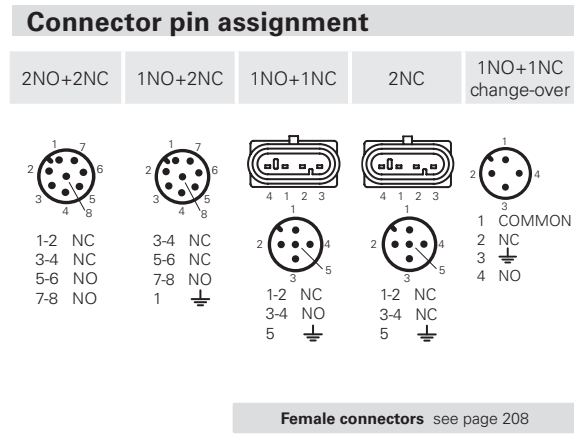 Connector pin assignment
2NO+2NC
1NO+2NC
1NO+1NC
2NC
1NO+1NC
change-over
1 7
2 6
3 5
4 8
1-2 NC
3-4 NC
5-6 NO
7-8 NO
1 7
2 6
3 5
4 8
3-4 NC
5-6 NC
7-8 NO
1
4 1 2 3
1
2 4
3 5
1-2 NC
3-4 NO
5
4 1 2 3
1
2 4
3 5
1-2 NC
3-4 NC
5
1
2 4
3
1 COMMON
2 NC
3
4 NO
Female connectors see page 208